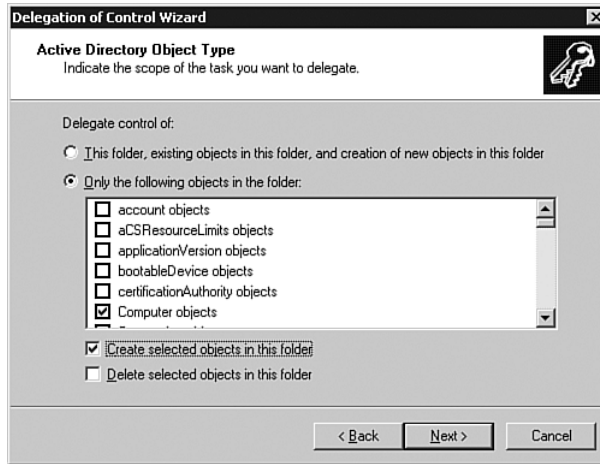 Delegation of Control Wizard
Active Directory Object Type
Indicate the scope of the task you want to delegate.
Delegate control of:
This folder, existing objects in this folder, and creation of new objects in this folder
Only the following objects in the folder:
account objects
aCSResourceLimits objects
applicationVersion objects
bootableDevice objects
certificationAuthority objects
Computer objects
Create selected objects in this folder
Delete selected objects in this folder
< Back Next > Cancel